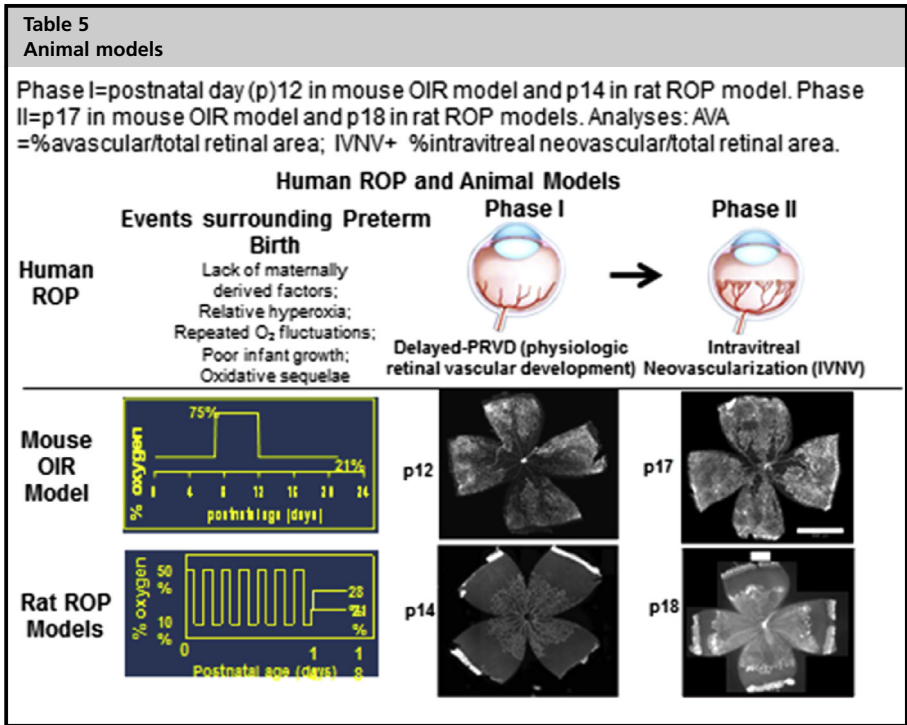 Table 5
Animal models
Phase I=postnatal day (p)12 in mouse OIR model and p14 in rat ROP model. Phase
II=p17 in mouse OIR model and p18 in rat ROP models. Analyses: AVA
=%avascular/total retinal area; IVNV+ %intravitreal neovascular/total retinal area.
Human ROP and Animal Models
Events surrounding Preterm
Birth
Phase I
Phase II
Human
ROP
Lack of maternally
derived factors;
Relative hyperoxia;
Repeated O₂ fluctuations;
Poor infant growth;
Oxidative sequelae
Delayed-PRVD (physiologic
retinal vascular development)
Intravitreal
Neovascularization (IVNV)
Mouse
OIR
Model
% oxygen
75%
21%
0 4 8 12 16 20 24
postnatal age [days]
p12
p17
Rat ROP
Models
% oxygen
50
%
10
%
28
%
0
1
1
8
Postnatal age (days)
p14
p18